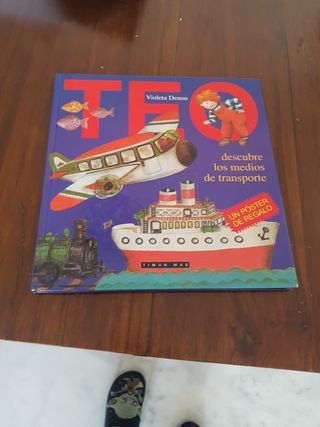 Violeta Denou
TEO
descubre
los medios
de transporte
UN PÓSTER
DE REGALO
TIMUN MAS